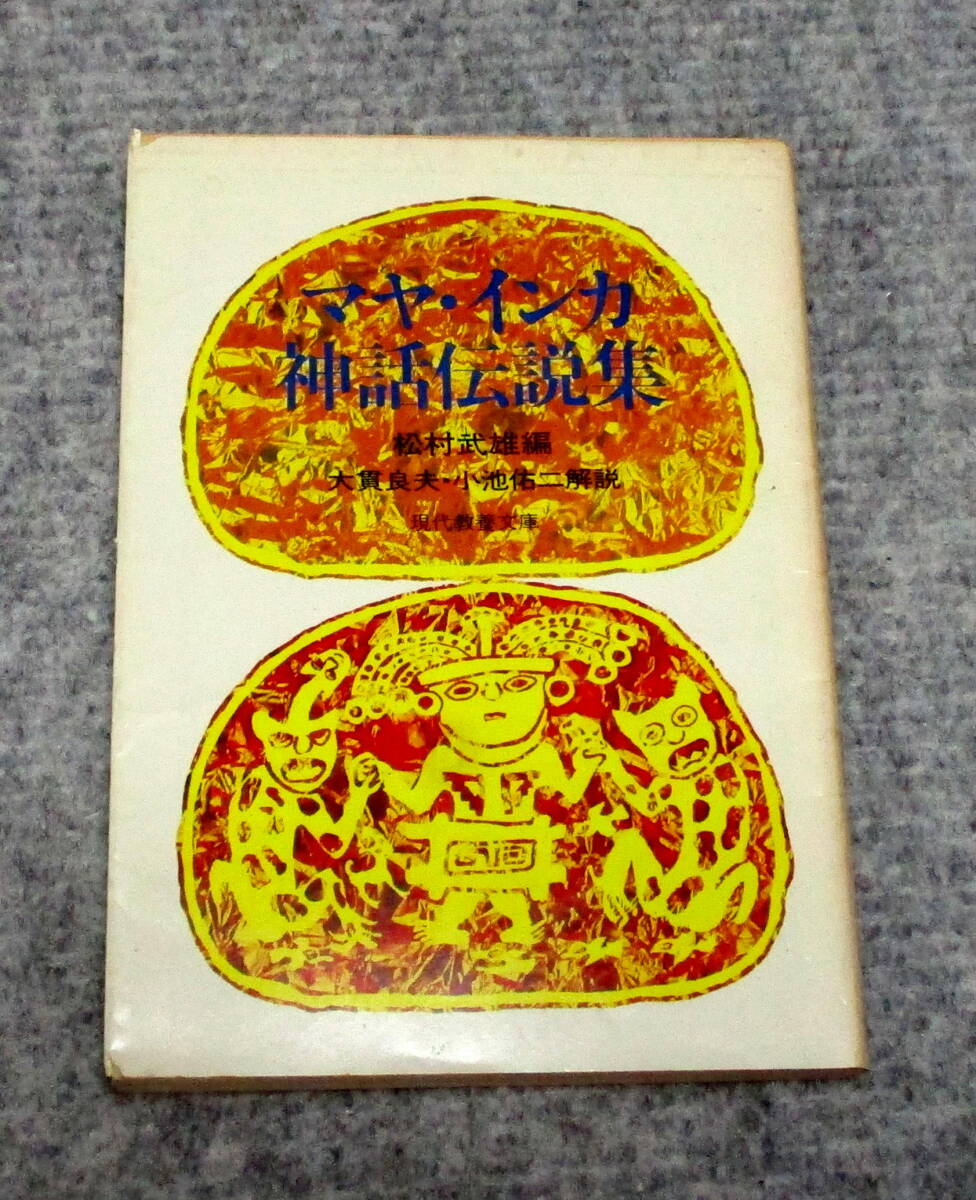 マヤ・インカ
神話伝説集
松村武雄編
大貫良夫・小池佑二解説
現代教養文庫